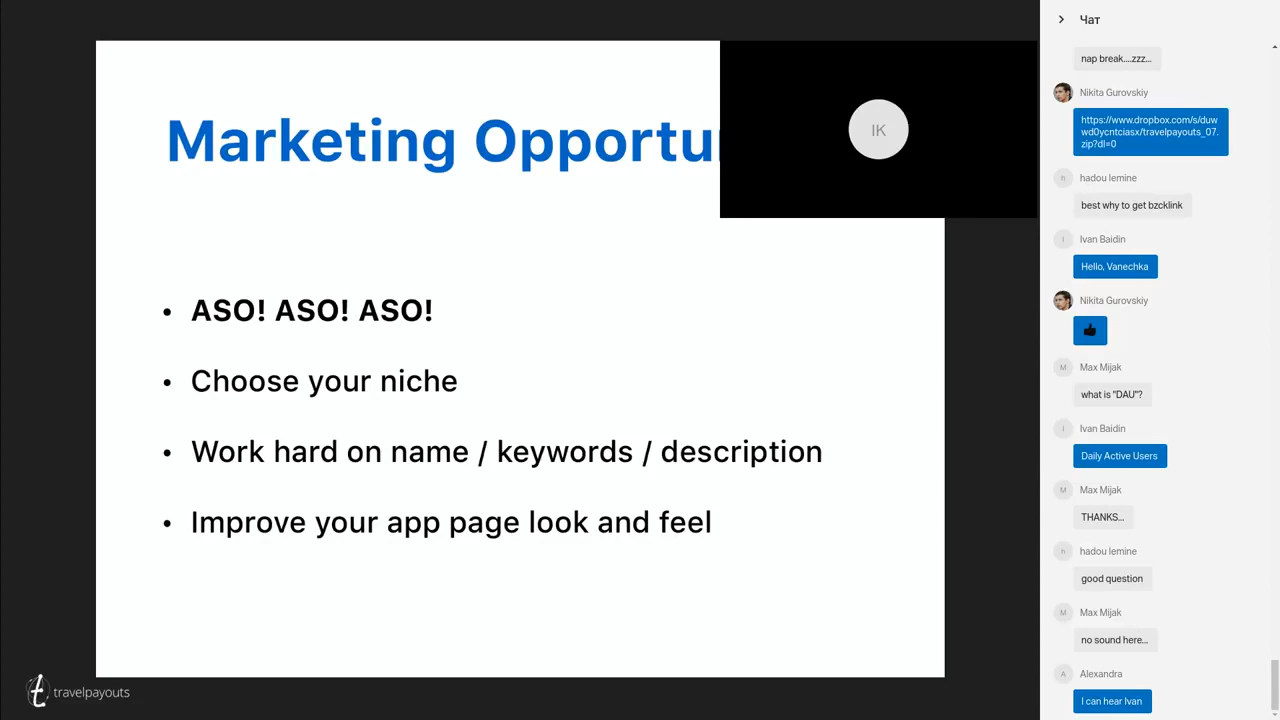 Marketing Opportu
IK
• ASO! ASO! ASO!
• Choose your niche
• Work hard on name / keywords / description
• Improve your app page look and feel
travelpayouts
Чат
nap break....zzz...
Nikita Gurovskiy
https://www.dropbox.com/s/duw
wd0ycntciasx/travelpayouts_07.
zip?dl=0
h
hadou lemine
best why to get bzcklink
I
Ivan Baidin
Hello, Vanechka
Nikita Gurovskiy
M
Max Mijak
what is "DAU"?
I
Ivan Baidin
Daily Active Users
M
Max Mijak
THANKS...
h
hadou lemine
good question
M
Max Mijak
no sound here...
A
Alexandra
I can hear Ivan